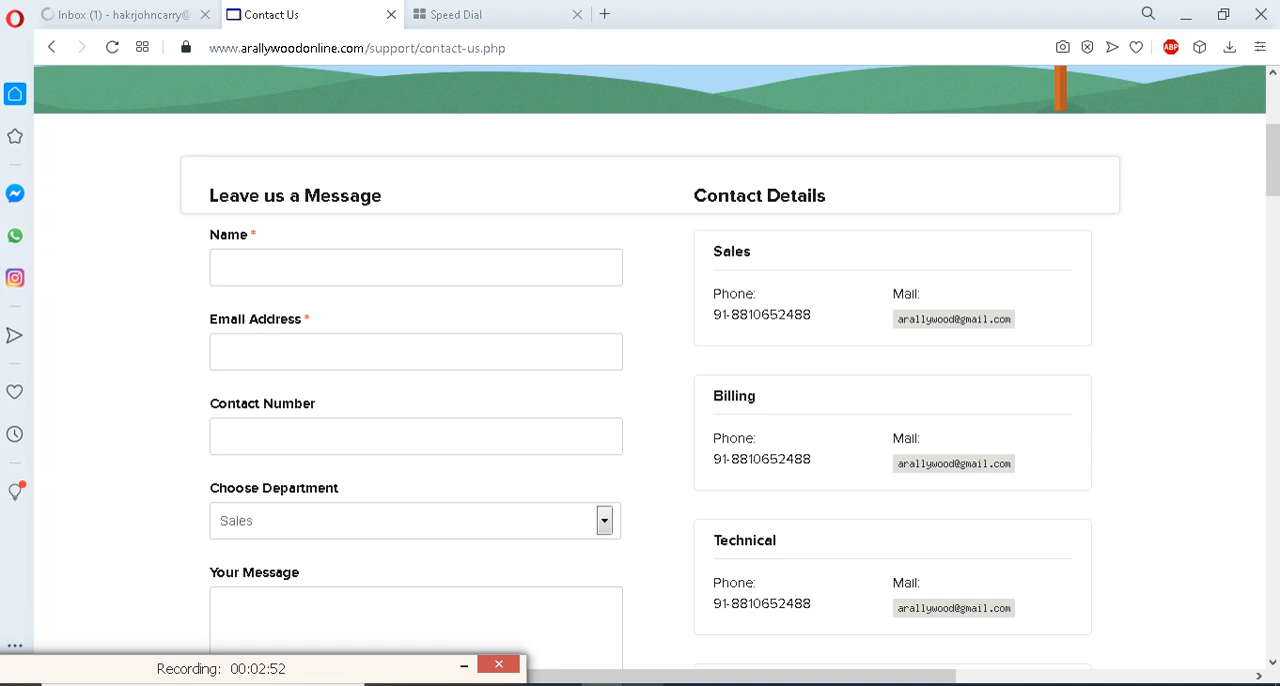 Inbox (1) - hakrjohncarry@
Contact Us
Speed Dial
www.arallywoodonline.com/support/contact-us.php
ABP
Leave us a Message
Contact Details
Name *
Email Address *
Contact Number
Choose Department
Sales
Your Message
Sales
Phone:
Mail:
91-8810652488
arallywood@gmail.com
Billing
Phone:
Mail:
91-8810652488
arallywood@gmail.com
Technical
Phone:
Mail:
91-8810652488
arallywood@gmail.com
Recording: 00:02:52